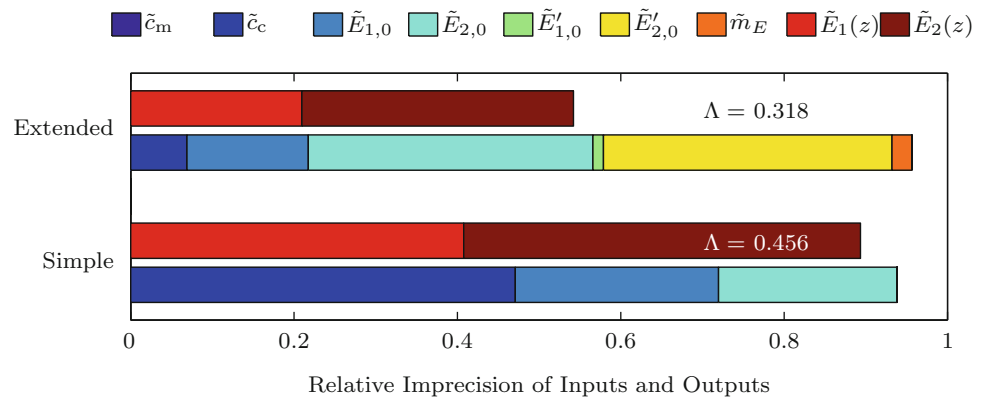 c̃m c̃c Ẽ1,0 Ẽ2,0 Ẽ′1,0 Ẽ′2,0 m̃E Ẽ1(z) Ẽ2(z)
Extended
Λ = 0.318
Simple
Λ = 0.456
0 0.2 0.4 0.6 0.8 1
Relative Imprecision of Inputs and Outputs